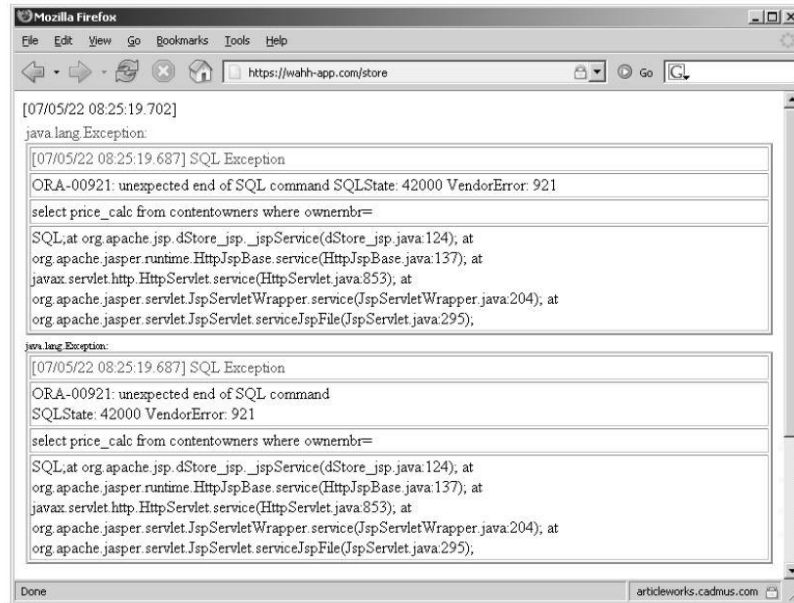 Mozilla Firefox
File Edit View Go Bookmarks Tools Help
https://wahh-app.com/store
Go
G
[07/05/22 08:25:19.702]
java.lang.Exception:
[07/05/22 08:25:19.687] SQL Exception
ORA-00921: unexpected end of SQL command SQLState: 42000 VendorError: 921
select price_calc from contentowners where ownernbr=
SQL;at org.apache.jsp.dStore_jsp._jspService(dStore_jsp.java:124); at
org.apache.jasper.runtime.HttpJspBase.service(HttpJspBase.java:137); at
javax.servlet.http.HttpServlet.service(HttpServlet.java:853); at
org.apache.jasper.servlet.JspServletWrapper.service(JspServletWrapper.java:204); at
org.apache.jasper.servlet.JspServlet.serviceJspFile(JspServlet.java:295);
java.lang.Exception:
[07/05/22 08:25:19.687] SQL Exception
ORA-00921: unexpected end of SQL command
SQLState: 42000 VendorError: 921
select price_calc from contentowners where ownernbr=
SQL;at org.apache.jsp.dStore_jsp._jspService(dStore_jsp.java:124); at
org.apache.jasper.runtime.HttpJspBase.service(HttpJspBase.java:137); at
javax.servlet.http.HttpServlet.service(HttpServlet.java:853); at
org.apache.jasper.servlet.JspServletWrapper.service(JspServletWrapper.java:204); at
org.apache.jasper.servlet.JspServlet.serviceJspFile(JspServlet.java:295);
Done
articleworks.cadmus.com